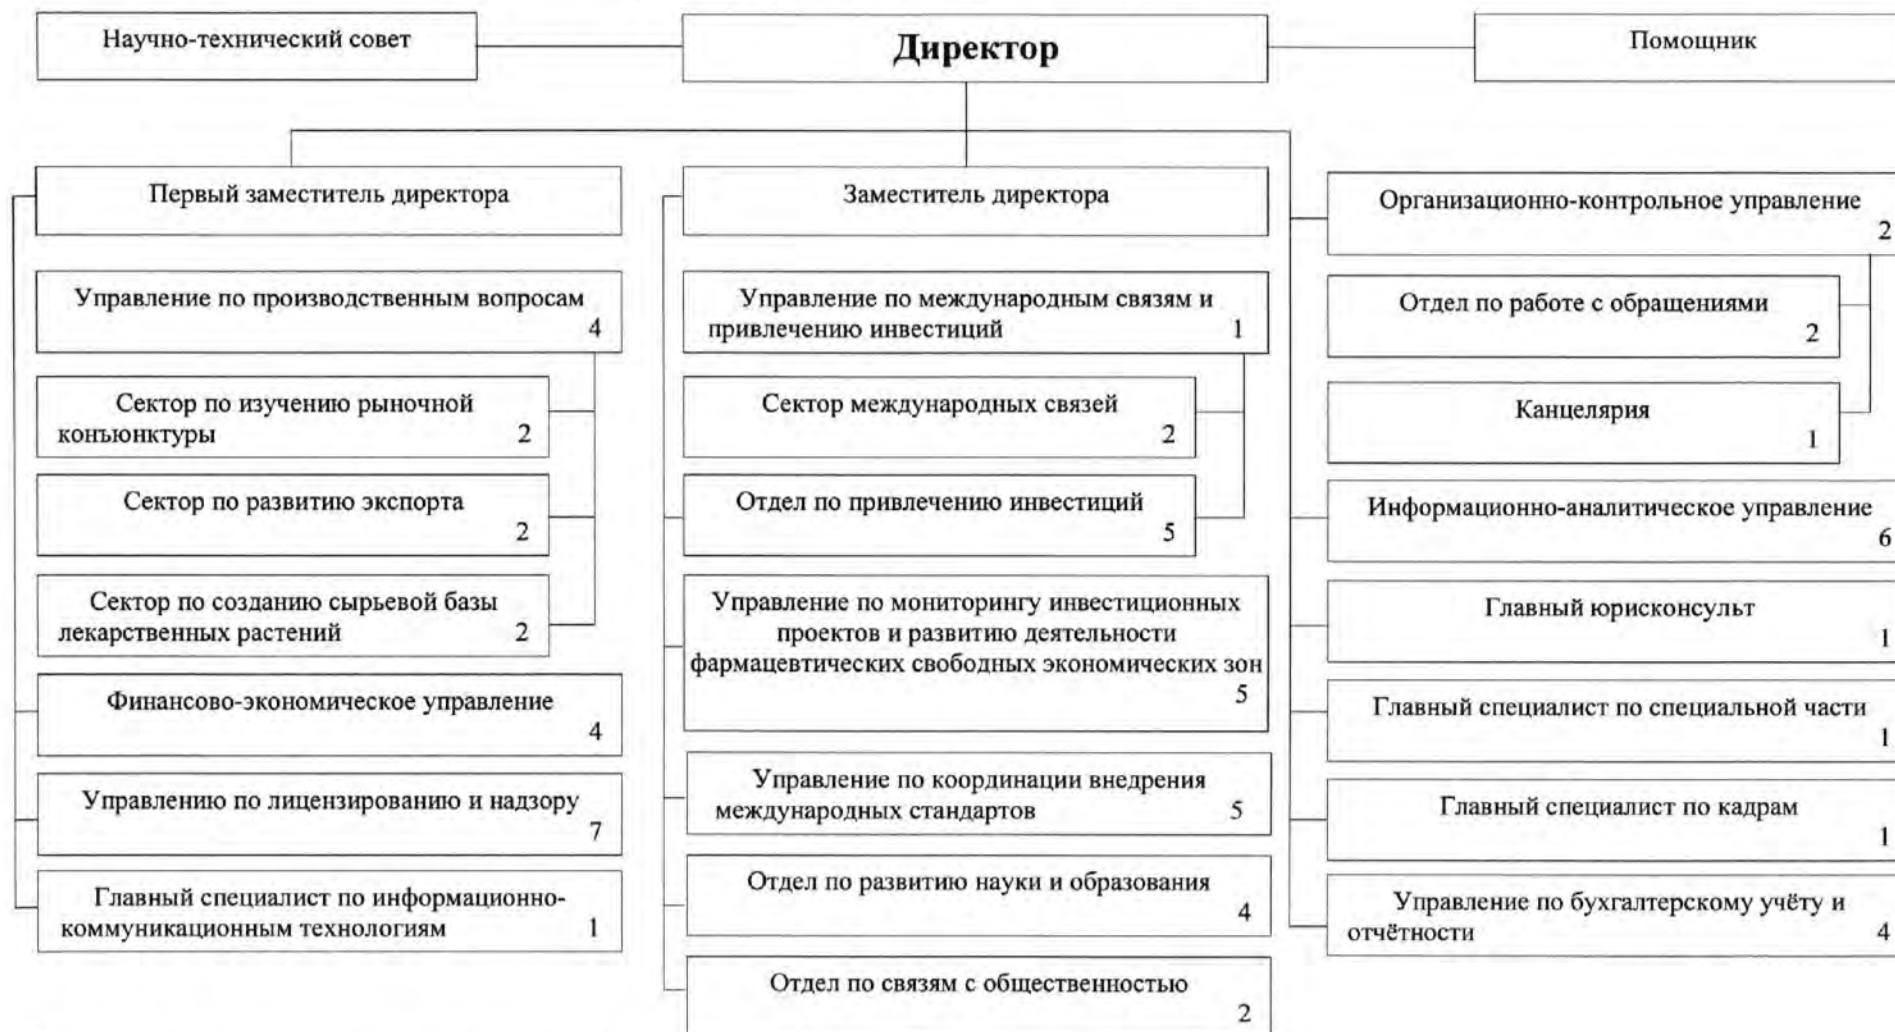 Научно-технический совет
Директор
Помощник
Первый заместитель директора
Управление по производственным вопросам
4
Сектор по изучению рыночной
конъюнктуры
2
Сектор по развитию экспорта
2
Сектор по созданию сырьевой базы
лекарственных растений
2
Финансово-экономическое управление
4
Управлению по лицензированию и надзору
7
Главный специалист по информационно-
коммуникационным технологиям
1
Заместитель директора
Управление по международным связям и
привлечению инвестиций
1
Сектор международных связей
2
Отдел по привлечению инвестиций
5
Управление по мониторингу инвестиционных
проектов и развитию деятельности
фармацевтических свободных экономических зон
5
Управление по координации внедрения
международных стандартов
5
Отдел по развитию науки и образования
4
Отдел по связям с общественностью
2
Организационно-контрольное управление
2
Отдел по работе с обращениями
2
Канцелярия
1
Информационно-аналитическое управление
6
Главный юрисконсульт
1
Главный специалист по специальной части
1
Главный специалист по кадрам
1
Управление по бухгалтерскому учёту и
отчётности
4